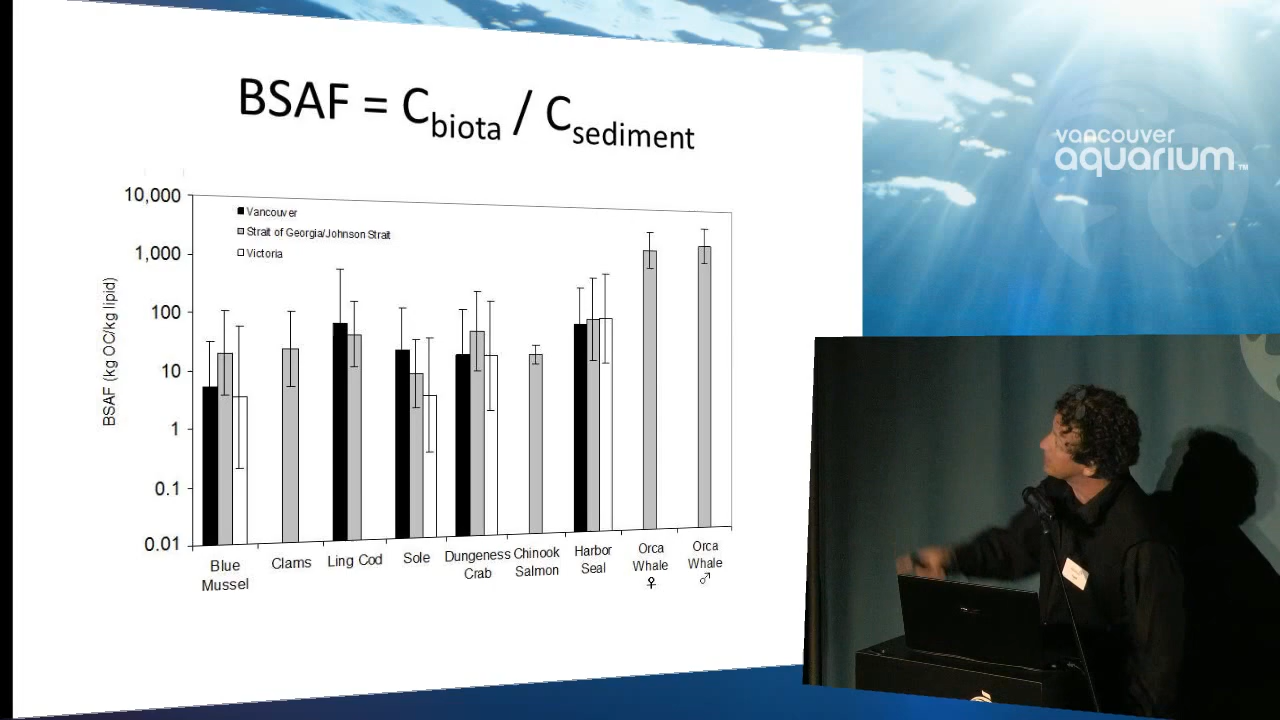 BSAF = Cbiota / Csediment
10,000
1,000
100
10
1
0.1
0.01
BSAF (kg OC/kg lipid)
Vancouver
Strait of Georgia/Johnson Strait
Victoria
Blue Mussel
Clams
Ling Cod
Sole
Dungeness Crab
Chinook Salmon
Harbor Seal
Orca Whale ♀
Orca Whale ♂
vancouver
aquarium™